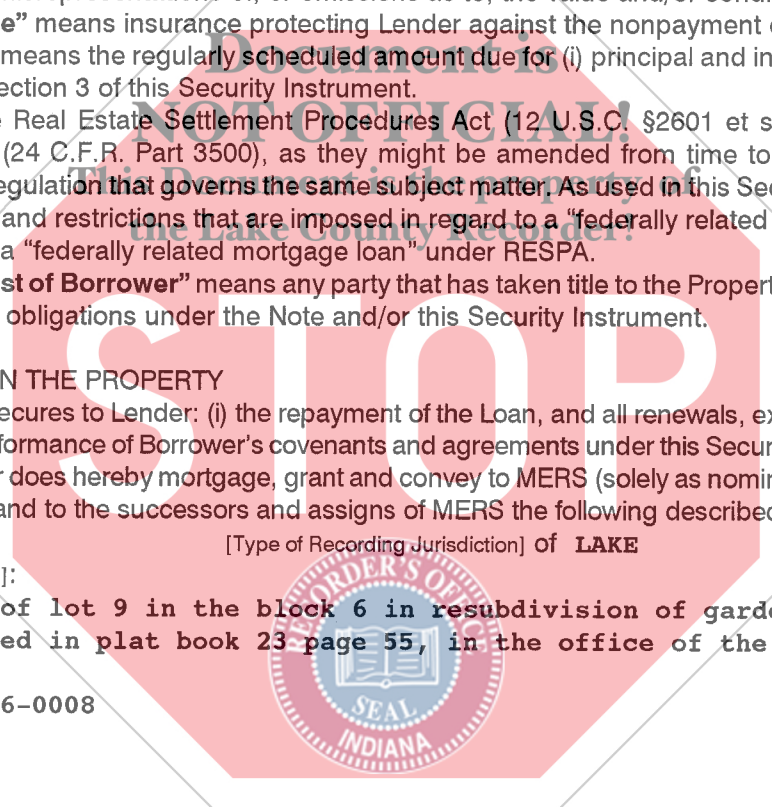 e” means insurance protecting Lender against the nonpayment
means the regularly scheduled amount due for (i) principal and in
Document is
ection 3 of this Security Instrument.
Real Estate Settlement Procedures Act (12 U.S.C. §2601 et s
NOT OFFICIAL!
(24 C.F.R. Part 3500), as they might be amended from time to
egulation that governs the same subject matter. As used in this Sec
This Document is the property of
and restrictions that are imposed in regard to a “federally related
the Lake County Recorder!
a “federally related mortgage loan” under RESPA.
st of Borrower” means any party that has taken title to the Propert
obligations under the Note and/or this Security Instrument.
STOP
N THE PROPERTY
ecures to Lender: (i) the repayment of the Loan, and all renewals, ex
formance of Borrower’s covenants and agreements under this Secur
does hereby mortgage, grant and convey to MERS (solely as nomin
and to the successors and assigns of MERS the following described
[Type of Recording Jurisdiction] of LAKE
]:
of lot 9 in the block 6 in resubdivision of garde
ed in plat book 23 page 55, in the office of the
6-0008
RECORDER'S OFFICE
SEAL
INDIANA